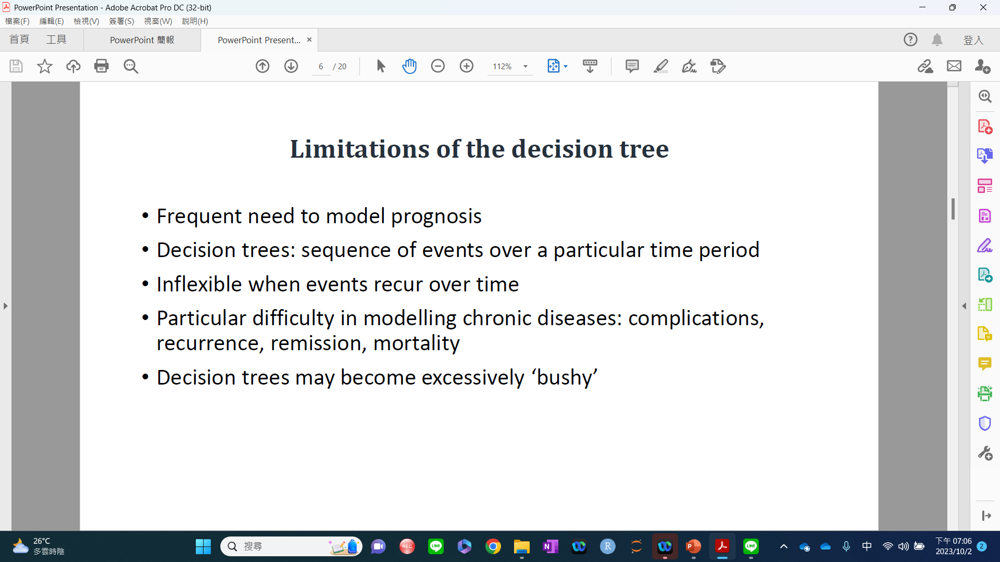 PowerPoint Presentation - Adobe Acrobat Pro DC (32-bit)
檔案(F) 編輯(E) 檢視(V) 簽署(S) 視窗(W) 說明(H)
首頁 工具 PowerPoint 簡報 PowerPoint Present... 登入
6 / 20 112%
Limitations of the decision tree
• Frequent need to model prognosis
• Decision trees: sequence of events over a particular time period
• Inflexible when events recur over time
• Particular difficulty in modelling chronic diseases: complications,
recurrence, remission, mortality
• Decision trees may become excessively ‘bushy’
26°C
多雲時陰
搜尋
REC
LINE
N
R
P
LINE
中
下午 07:06
2023/10/2
2